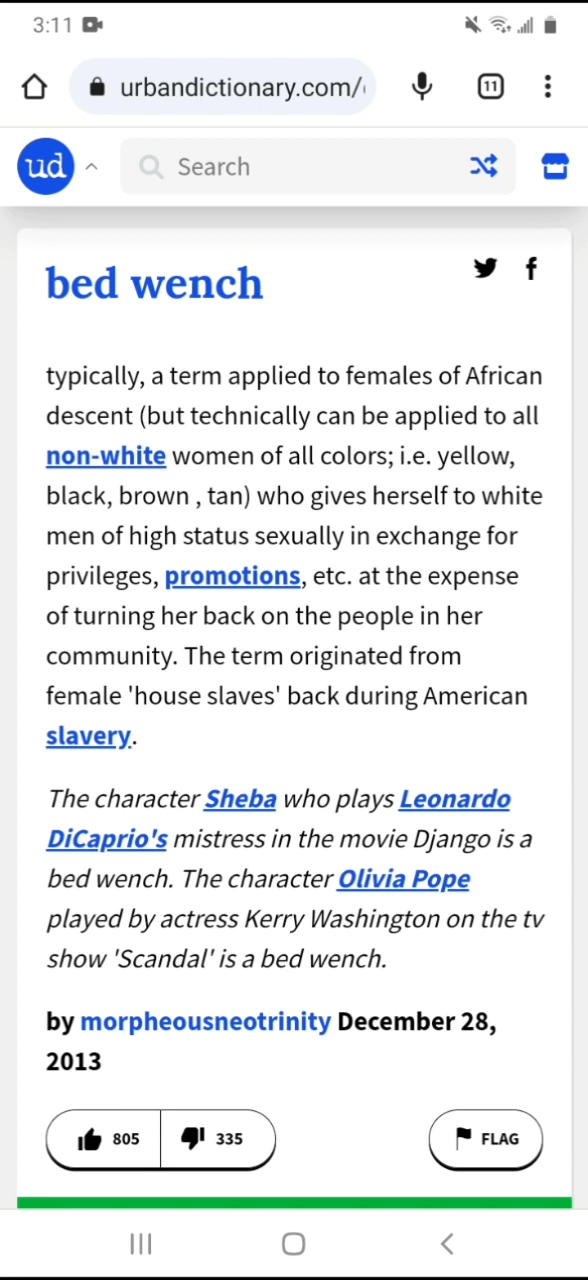 3:11
urbandictionary.com/
11
ud
Search
bed wench
typically, a term applied to females of African
descent (but technically can be applied to all
non-white women of all colors; i.e. yellow,
black, brown , tan) who gives herself to white
men of high status sexually in exchange for
privileges, promotions, etc. at the expense
of turning her back on the people in her
community. The term originated from
female 'house slaves' back during American
slavery.
The character Sheba who plays Leonardo
DiCaprio's mistress in the movie Django is a
bed wench. The character Olivia Pope
played by actress Kerry Washington on the tv
show 'Scandal' is a bed wench.
by morpheousneotrinity December 28,
2013
805
335
FLAG